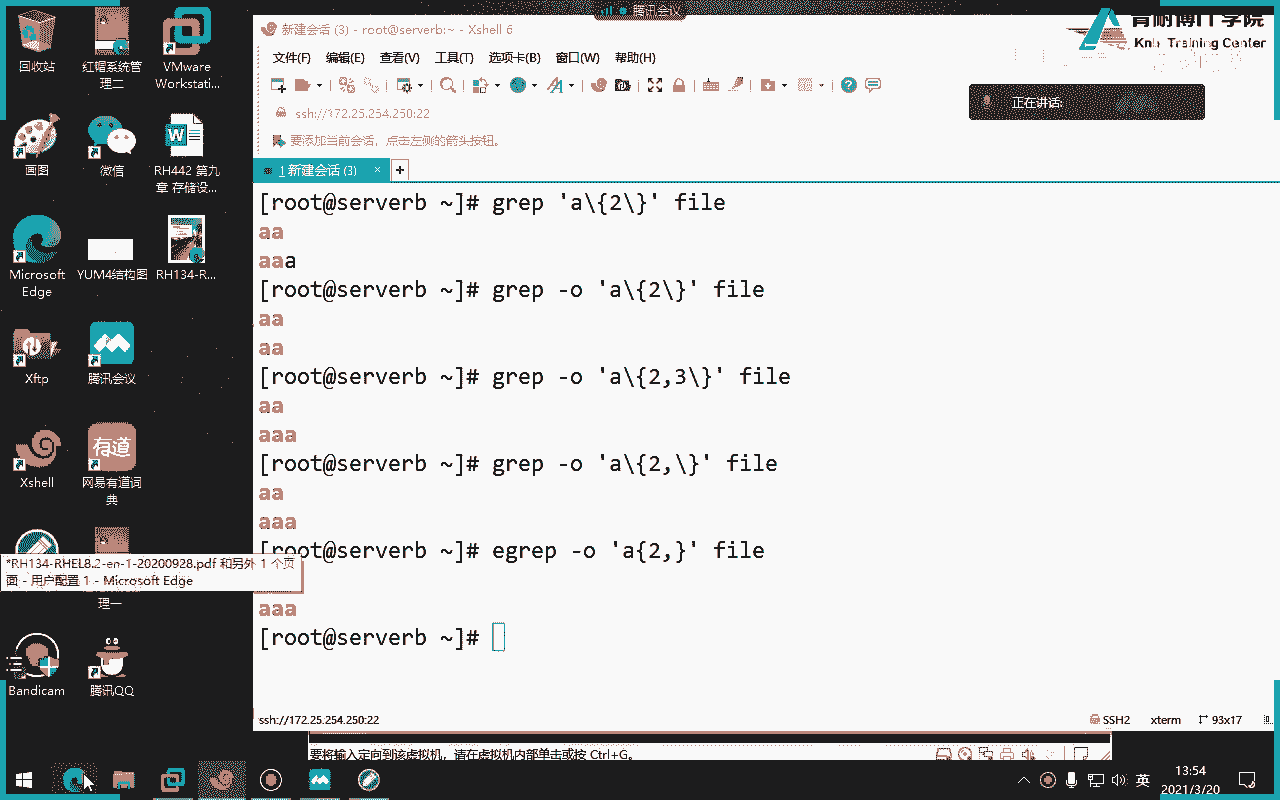 腾讯会议
新建会话 (3) - root@serverb:~ - Xshell 6
肯耐博IT 学院
Training Center
文件(F) 编辑(E) 查看(V) 工具(T) 选项卡(B) 窗口(W) 帮助(H)
正在讲话:
ssh://172.25.254.250:22
要添加当前会话，点击左侧的箭头按钮。
1 新建会话 (3) × +
[root@serverb ~]# grep 'a\{2\}' file
aa
aaa
[root@serverb ~]# grep -o 'a\{2\}' file
aa
aa
[root@serverb ~]# grep -o 'a\{2,3\}' file
aa
aaa
[root@serverb ~]# grep -o 'a\{2,\}' file
aa
aaa
[root@serverb ~]# egrep -o 'a{2,}' file
aaa
[root@serverb ~]#
ssh://172.25.254.250:22 SSH2 xterm 93x17
要将输入定向到该虚拟机，请在虚拟机内部单击或按 Ctrl+G。
回收站
红帽系统管
理二
VMware
Workstati...
画图
微信
RH442 第九
章 存储设...
Microsoft
Edge
YUM4结构图
RH134-R...
Xftp
腾讯会议
Xshell
网易有道词
典
*RH134-RHEL8.2-en-1-20200928.pdf 和另外 1 个页
面 - 用户配置 1 - Microsoft Edge
理一
Bandicam
腾讯QQ
英
13:54
2021/3/20